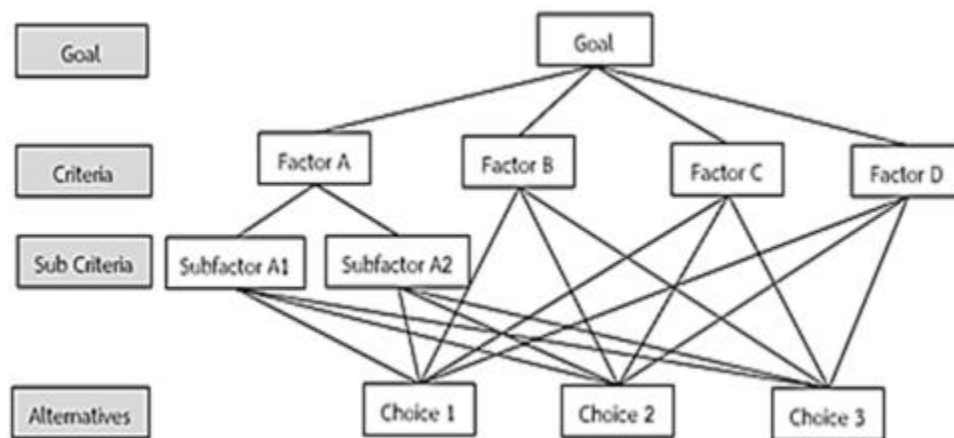 Goal
Goal
Criteria
Factor A
Factor B
Factor C
Factor D
Sub Criteria
Subfactor A1
Subfactor A2
Alternatives
Choice 1
Choice 2
Choice 3